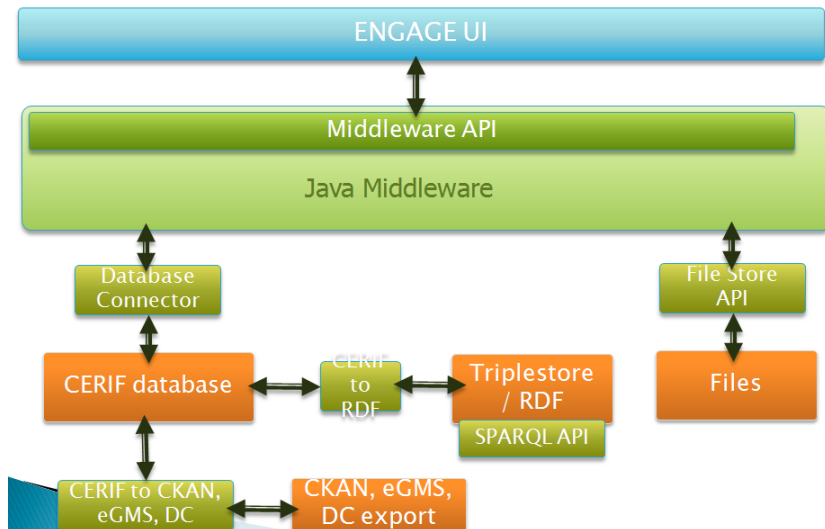 ENGAGE UI
Middleware API
Java Middleware
Database
Connector
File Store
API
CERIF database
CERIF
to
RDF
Triplestore
/ RDF
SPARQL API
Files
CERIF to CKAN,
eGMS, DC
CKAN, eGMS,
DC export